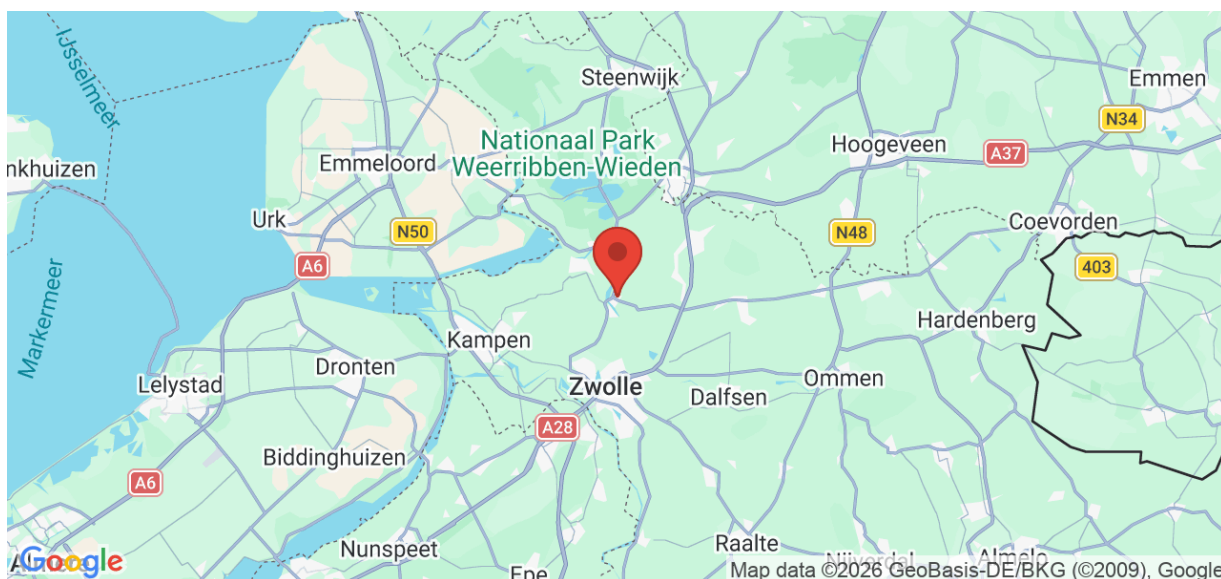 IJsselmeer
Steenwijk
Emmen
N34
Nationaal Park
Weerribben-Wieden
Hoogeveen
A37
Emmeloord
nkhuizen
Urk
N50
N48
Coevorden
A6
403
Markermeer
Kampen
Hardenberg
Dronten
Lelystad
Zwolle
Ommen
Dalfsen
A28
Biddinghuizen
A6
Nunspeet
Raalte
Google
Map data ©2026 GeoBasis-DE/BKG (©2009), Google